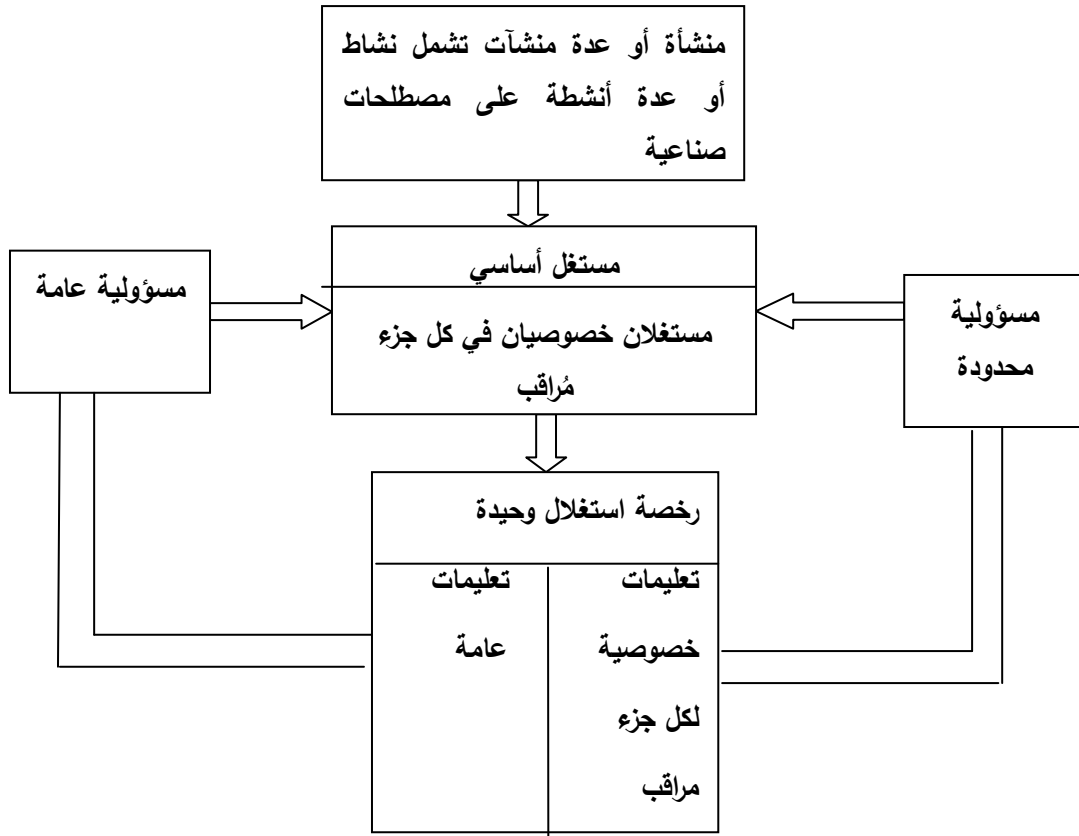 منشأة أو عدة منشآت تشمل نشاط
أو عدة أنشطة على مصطلحات
صناعية
مستغل أساسي
مسؤولية عامة
مسؤولية
محدودة
مستغلان خصوصيان في كل جزء
مُراقب
رخصة استغلال وحيدة
تعليمات
خصوصية
لكل جزء
مراقب
تعليمات
عامة